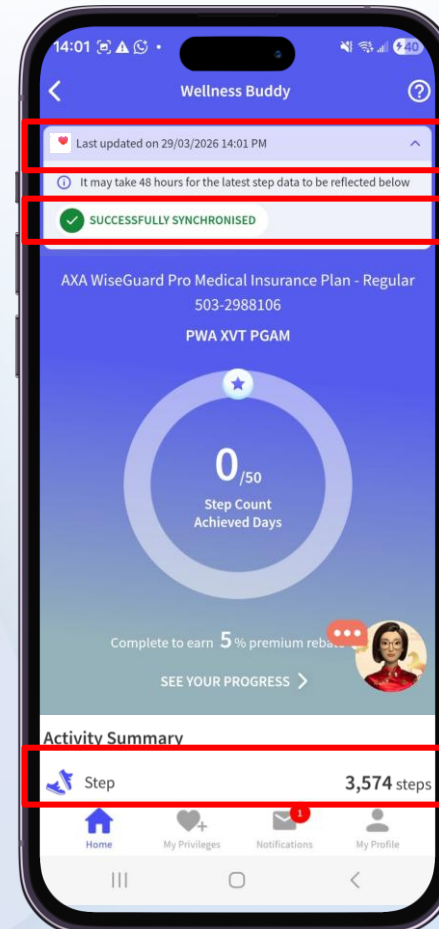 14:01
40
Wellness Buddy
Last updated on 29/03/2026 14:01 PM
It may take 48 hours for the latest step data to be reflected below
SUCCESSFULLY SYNCHRONISED
AXA WiseGuard Pro Medical Insurance Plan - Regular
503-2988106
PWA XVT PGAM
0/50
Step Count
Achieved Days
Complete to earn 5% premium
SEE YOUR PROGRESS
Activity Summary
Step 3,574 steps
1
Home My Privileges Notifications My Profile